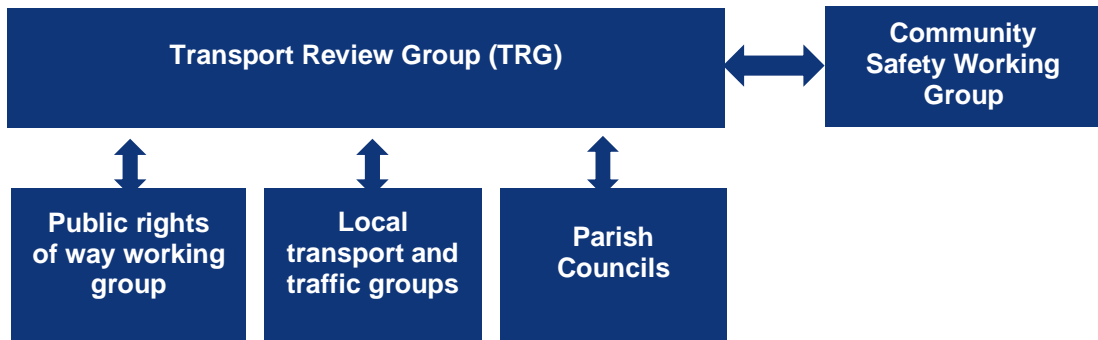 Transport Review Group (TRG)
Community
Safety Working
Group
Public rights
of way working
group
Local
transport and
traffic groups
Parish
Councils